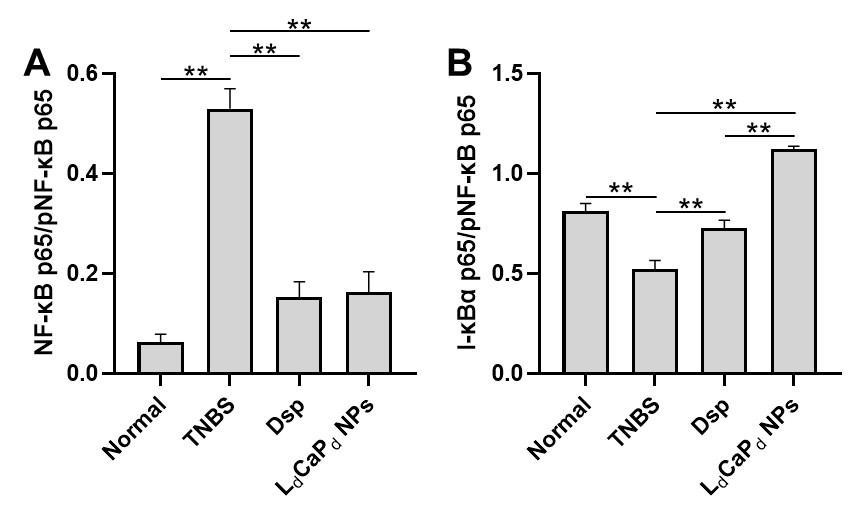 A
B
**
**
**
NF-κB p65/pNF-κB p65
0.6
0.4
0.2
0.0
Normal
TNBS
Dsp
LdCaPd NPs
**
**
**
**
I-κBα p65/pNF-κB p65
1.5
1.0
0.5
0.0
Normal
TNBS
Dsp
LdCaPd NPs